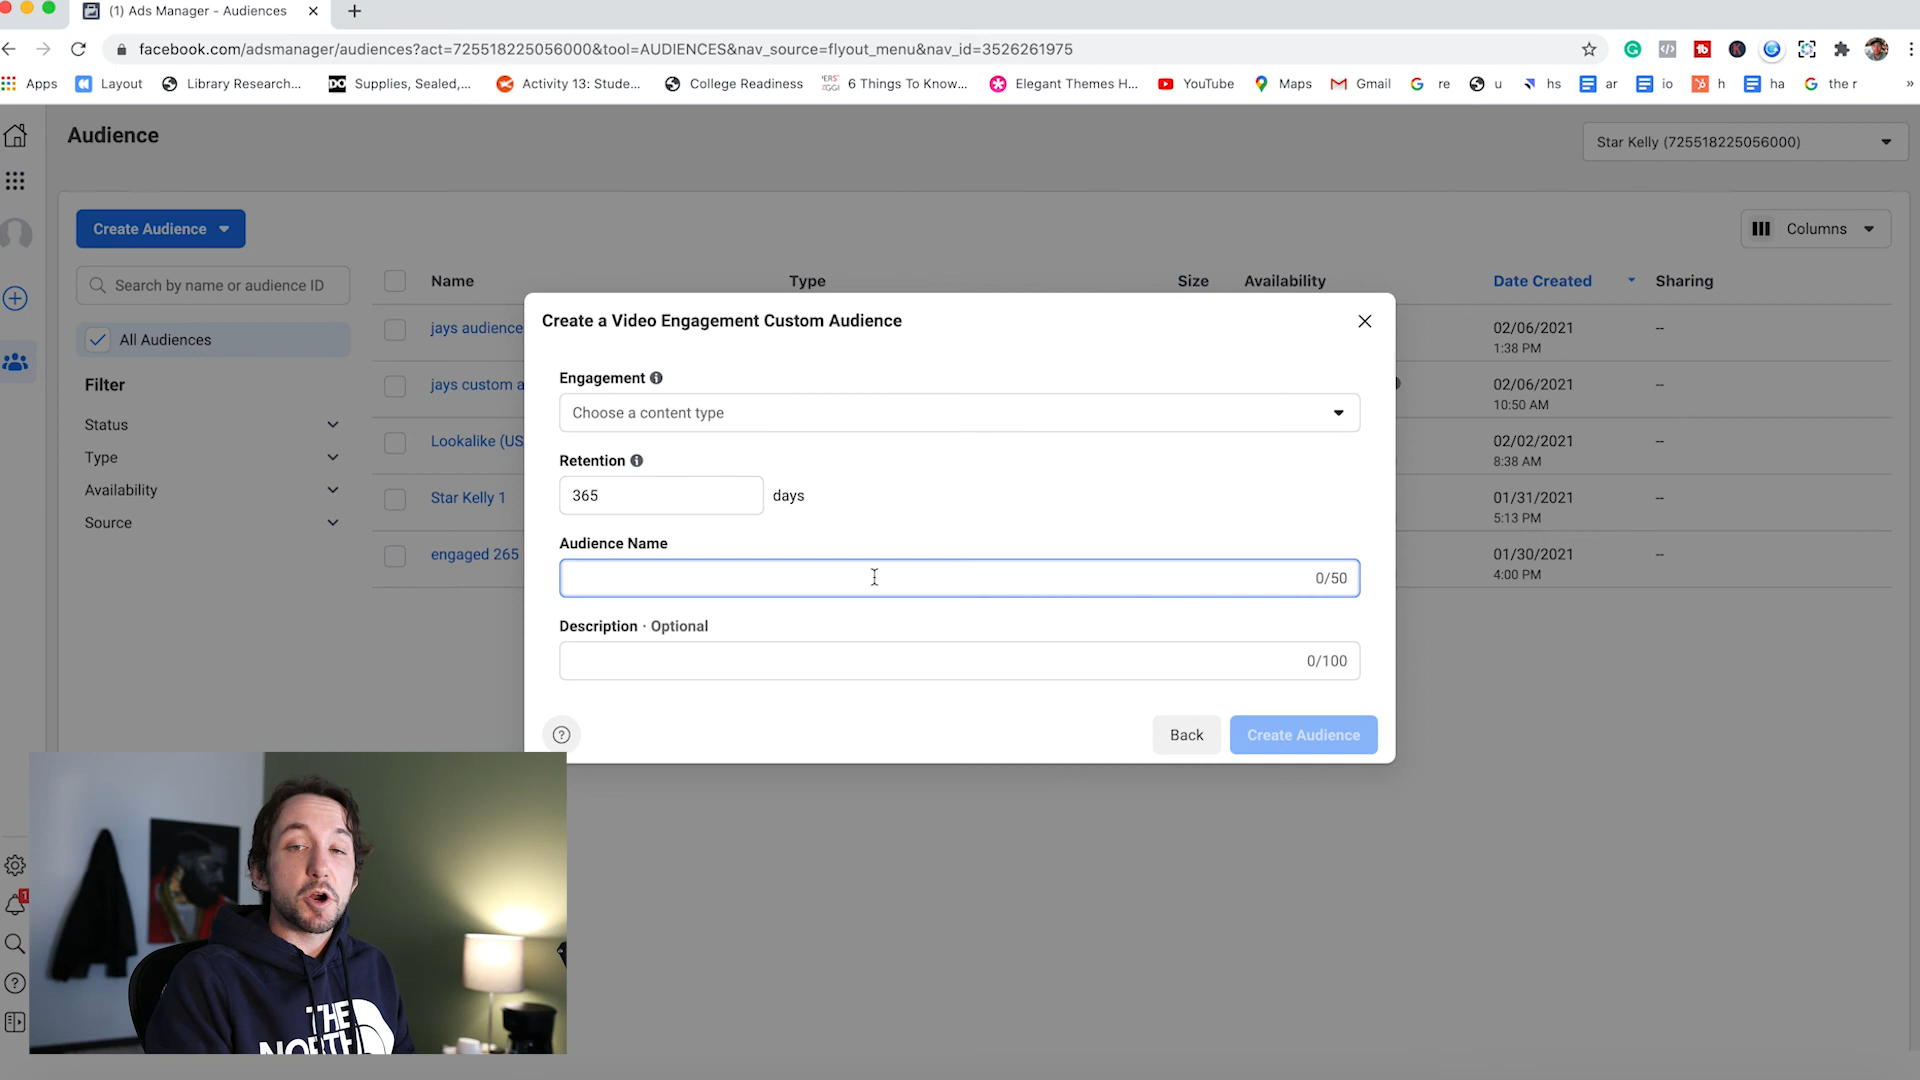 (1) Ads Manager - Audiences
facebook.com/adsmanager/audiences?act=725518225056000&tool=AUDIENCES&nav_source=flyout_menu&nav_id=3526261975
Apps Layout Library Research... DO Supplies, Sealed,... Activity 13: Stude... College Readiness 6 Things To Know... Elegant Themes H... YouTube Maps Gmail re u hs ar io h ha the r »
Audience
Star Kelly (725518225056000)
Create Audience
Columns
Search by name or audience ID
Name Type Size Availability Date Created Sharing
All Audiences
jays audience 02/06/2021 --
1:38 PM
Filter
jays custom a 02/06/2021 --
10:50 AM
Status
Lookalike (US 02/02/2021 --
8:38 AM
Type
Availability
Star Kelly 1 01/31/2021 --
5:13 PM
Source
engaged 265 01/30/2021 --
4:00 PM
Create a Video Engagement Custom Audience
Engagement
Choose a content type
Retention
365 days
Audience Name
0/50
Description · Optional
0/100
Back Create Audience
1
THE
NORTH